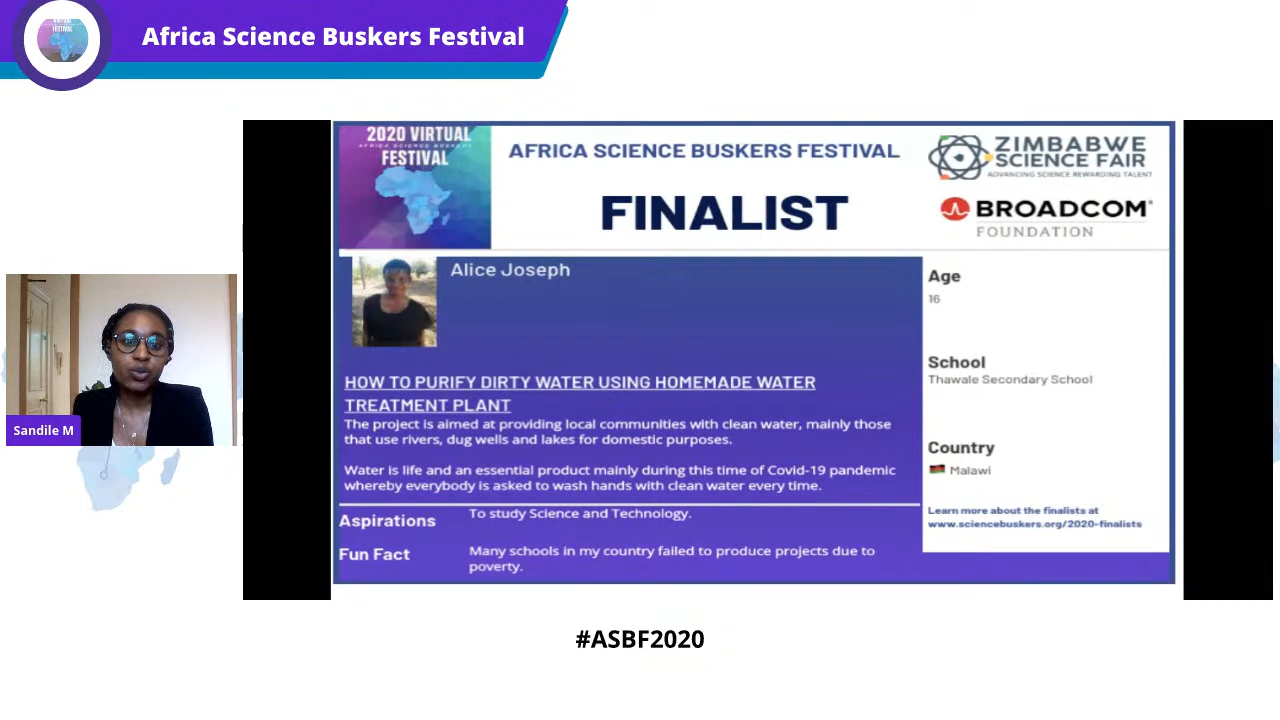 Africa Science Buskers Festival
FESTIVAL
2020 VIRTUAL
AFRICA SCIENCE BUSKERS
FESTIVAL
AFRICA SCIENCE BUSKERS FESTIVAL
FINALIST
ZIMBABWE
SCIENCE FAIR
ADVANCING SCIENCE REWARDING TALENT
BROADCOM®
FOUNDATION
Alice Joseph
HOW TO PURIFY DIRTY WATER USING HOMEMADE WATER
TREATMENT PLANT
The project is aimed at providing local communities with clean water, mainly those
that use rivers, dug wells and lakes for domestic purposes.
Water is life and an essential product mainly during this time of Covid-19 pandemic
whereby everybody is asked to wash hands with clean water every time.
Aspirations To study Science and Technology.
Fun Fact Many schools in my country failed to produce projects due to
poverty.
Age
16
School
Thawale Secondary School
Country
Malawi
Learn more about the finalists at
www.sciencebuskers.org/2020-finalists
Sandile M
#ASBF2020